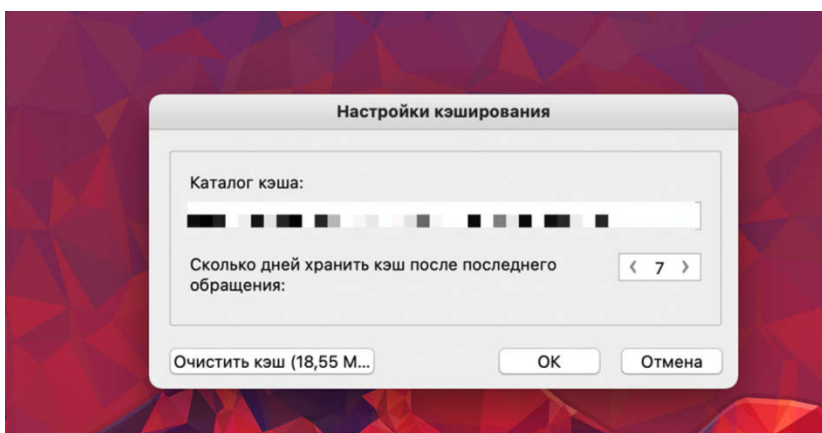 Настройки кэширования
Каталог кэша:
Сколько дней хранить кэш после последнего
обращения:
‹ 7 ›
Очистить кэш (18,55 М...
OK
Отмена